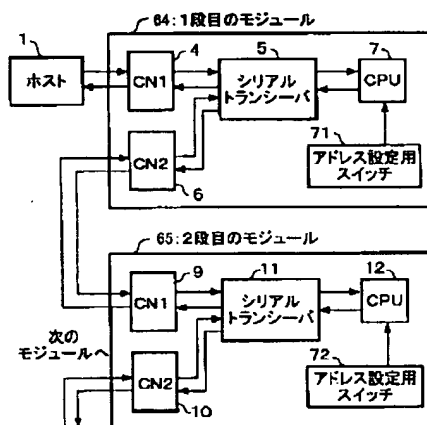 64:1段目のモジュール
1
ホスト
4
CN1
5
シリアル
トランシーバ
7
CPU
71
アドレス設定用
スイッチ
CN2
6
65:2段目のモジュール
9
CN1
11
シリアル
トランシーバ
12
CPU
次の
モジュールへ
CN2
10
72
アドレス設定用
スイッチ